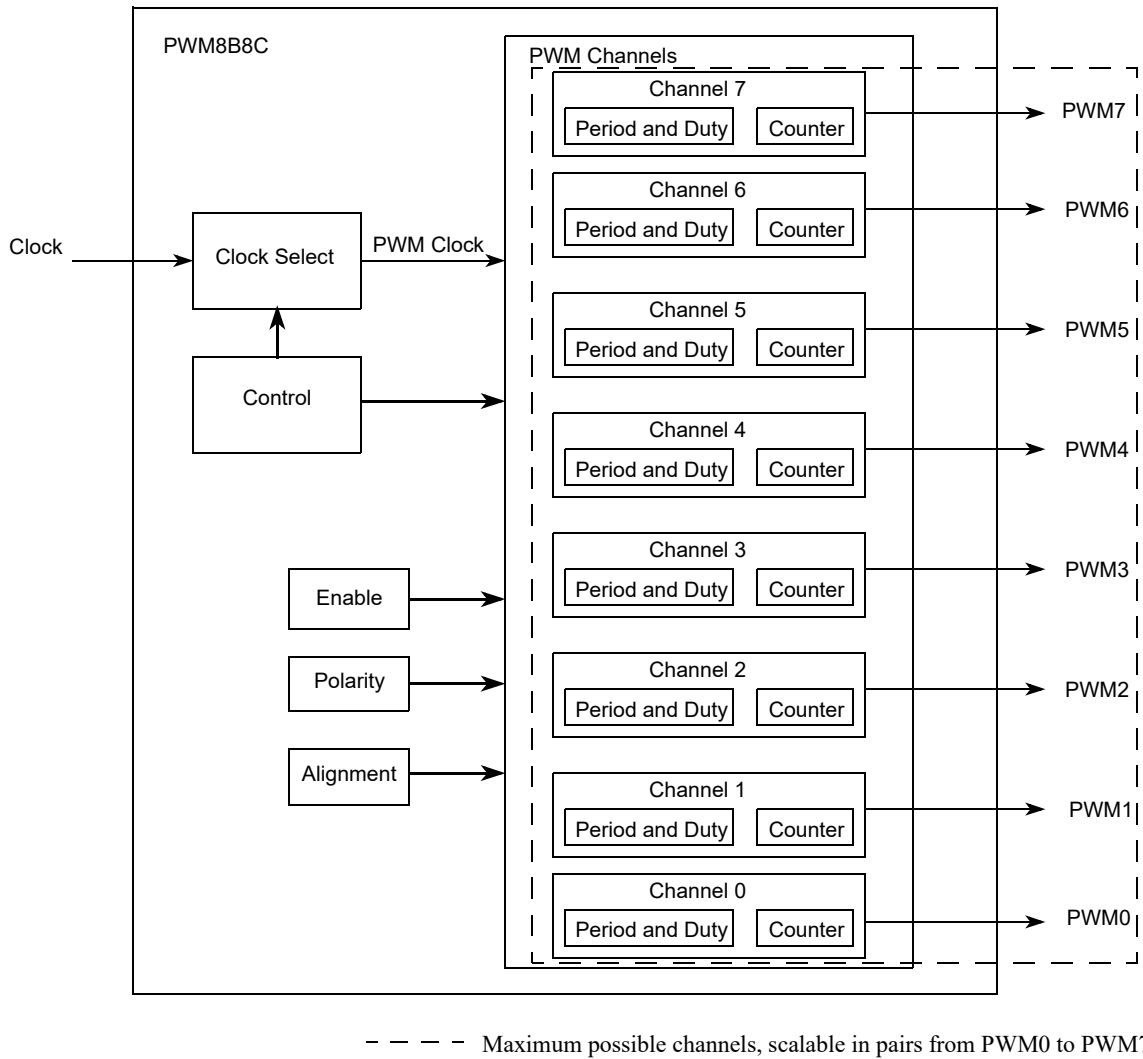 PWM8B8C
PWM Channels
Channel 7
Period and Duty
Counter
PWM7
Channel 6
Period and Duty
Counter
PWM6
Clock
Clock Select
PWM Clock
Channel 5
Period and Duty
Counter
PWM5
Control
Channel 4
Period and Duty
Counter
PWM4
Channel 3
Period and Duty
Counter
PWM3
Enable
Polarity
Channel 2
Period and Duty
Counter
PWM2
Alignment
Channel 1
Period and Duty
Counter
PWM1
Channel 0
Period and Duty
Counter
PWM0
Maximum possible channels, scalable in pairs from PWM0 to PWM7